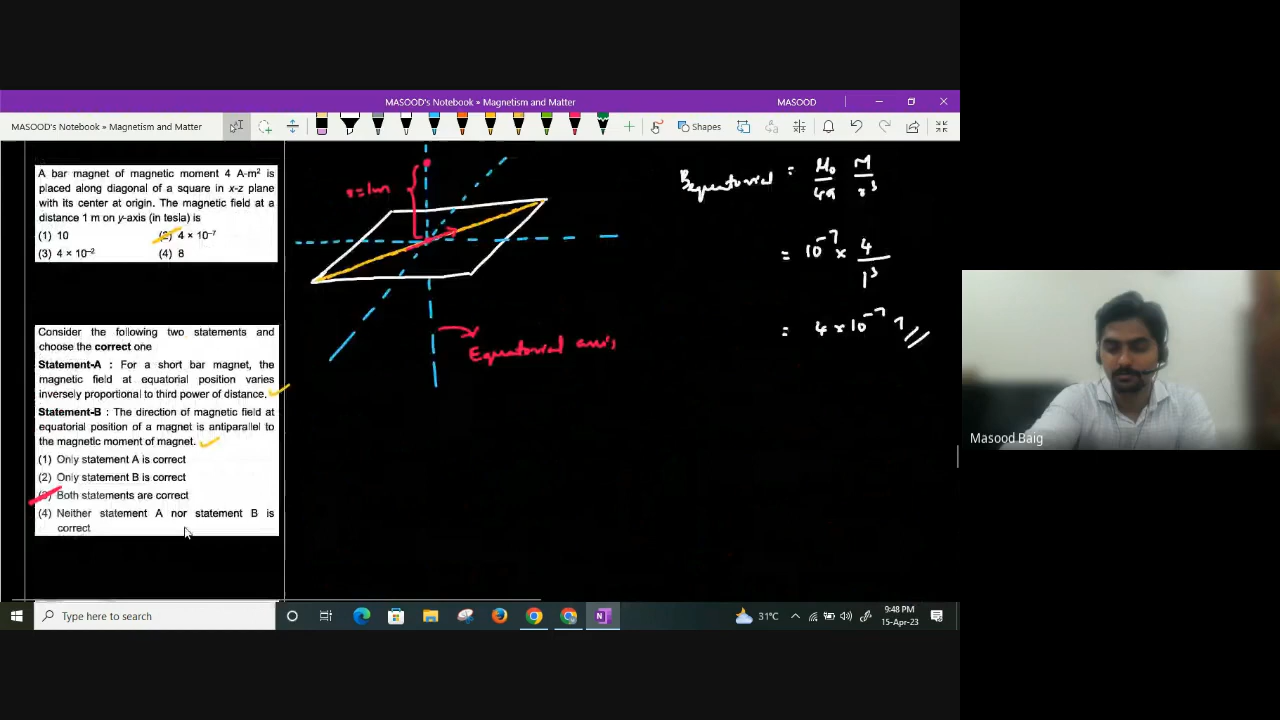 MASOOD's Notebook » Magnetism and Matter
MASOOD
MASOOD's Notebook » Magnetism and Matter
Shapes
A bar magnet of magnetic moment 4 A-m² is
placed along diagonal of a square in x-z plane
with its center at origin. The magnetic field at a
distance 1 m on y-axis (in tesla) is
(1) 10
(2) 4 × 10⁻⁷
(3) 4 × 10⁻²
(4) 8
Consider the following two statements and
choose the correct one
Statement-A : For a short bar magnet, the
magnetic field at equatorial position varies
inversely proportional to third power of distance.
Statement-B : The direction of magnetic field at
equatorial position of a magnet is antiparallel to
the magnetic moment of magnet.
(1) Only statement A is correct
(2) Only statement B is correct
(3) Both statements are correct
(4) Neither statement A nor statement B is
correct
r=1m
Equatorial axis
Bequatorial = μ₀/4π M/r³
= 10⁻⁷ × 4/1³
= 4 × 10⁻⁷ T
Masood Baig
Type here to search
31°C
9:48 PM
15-Apr-23